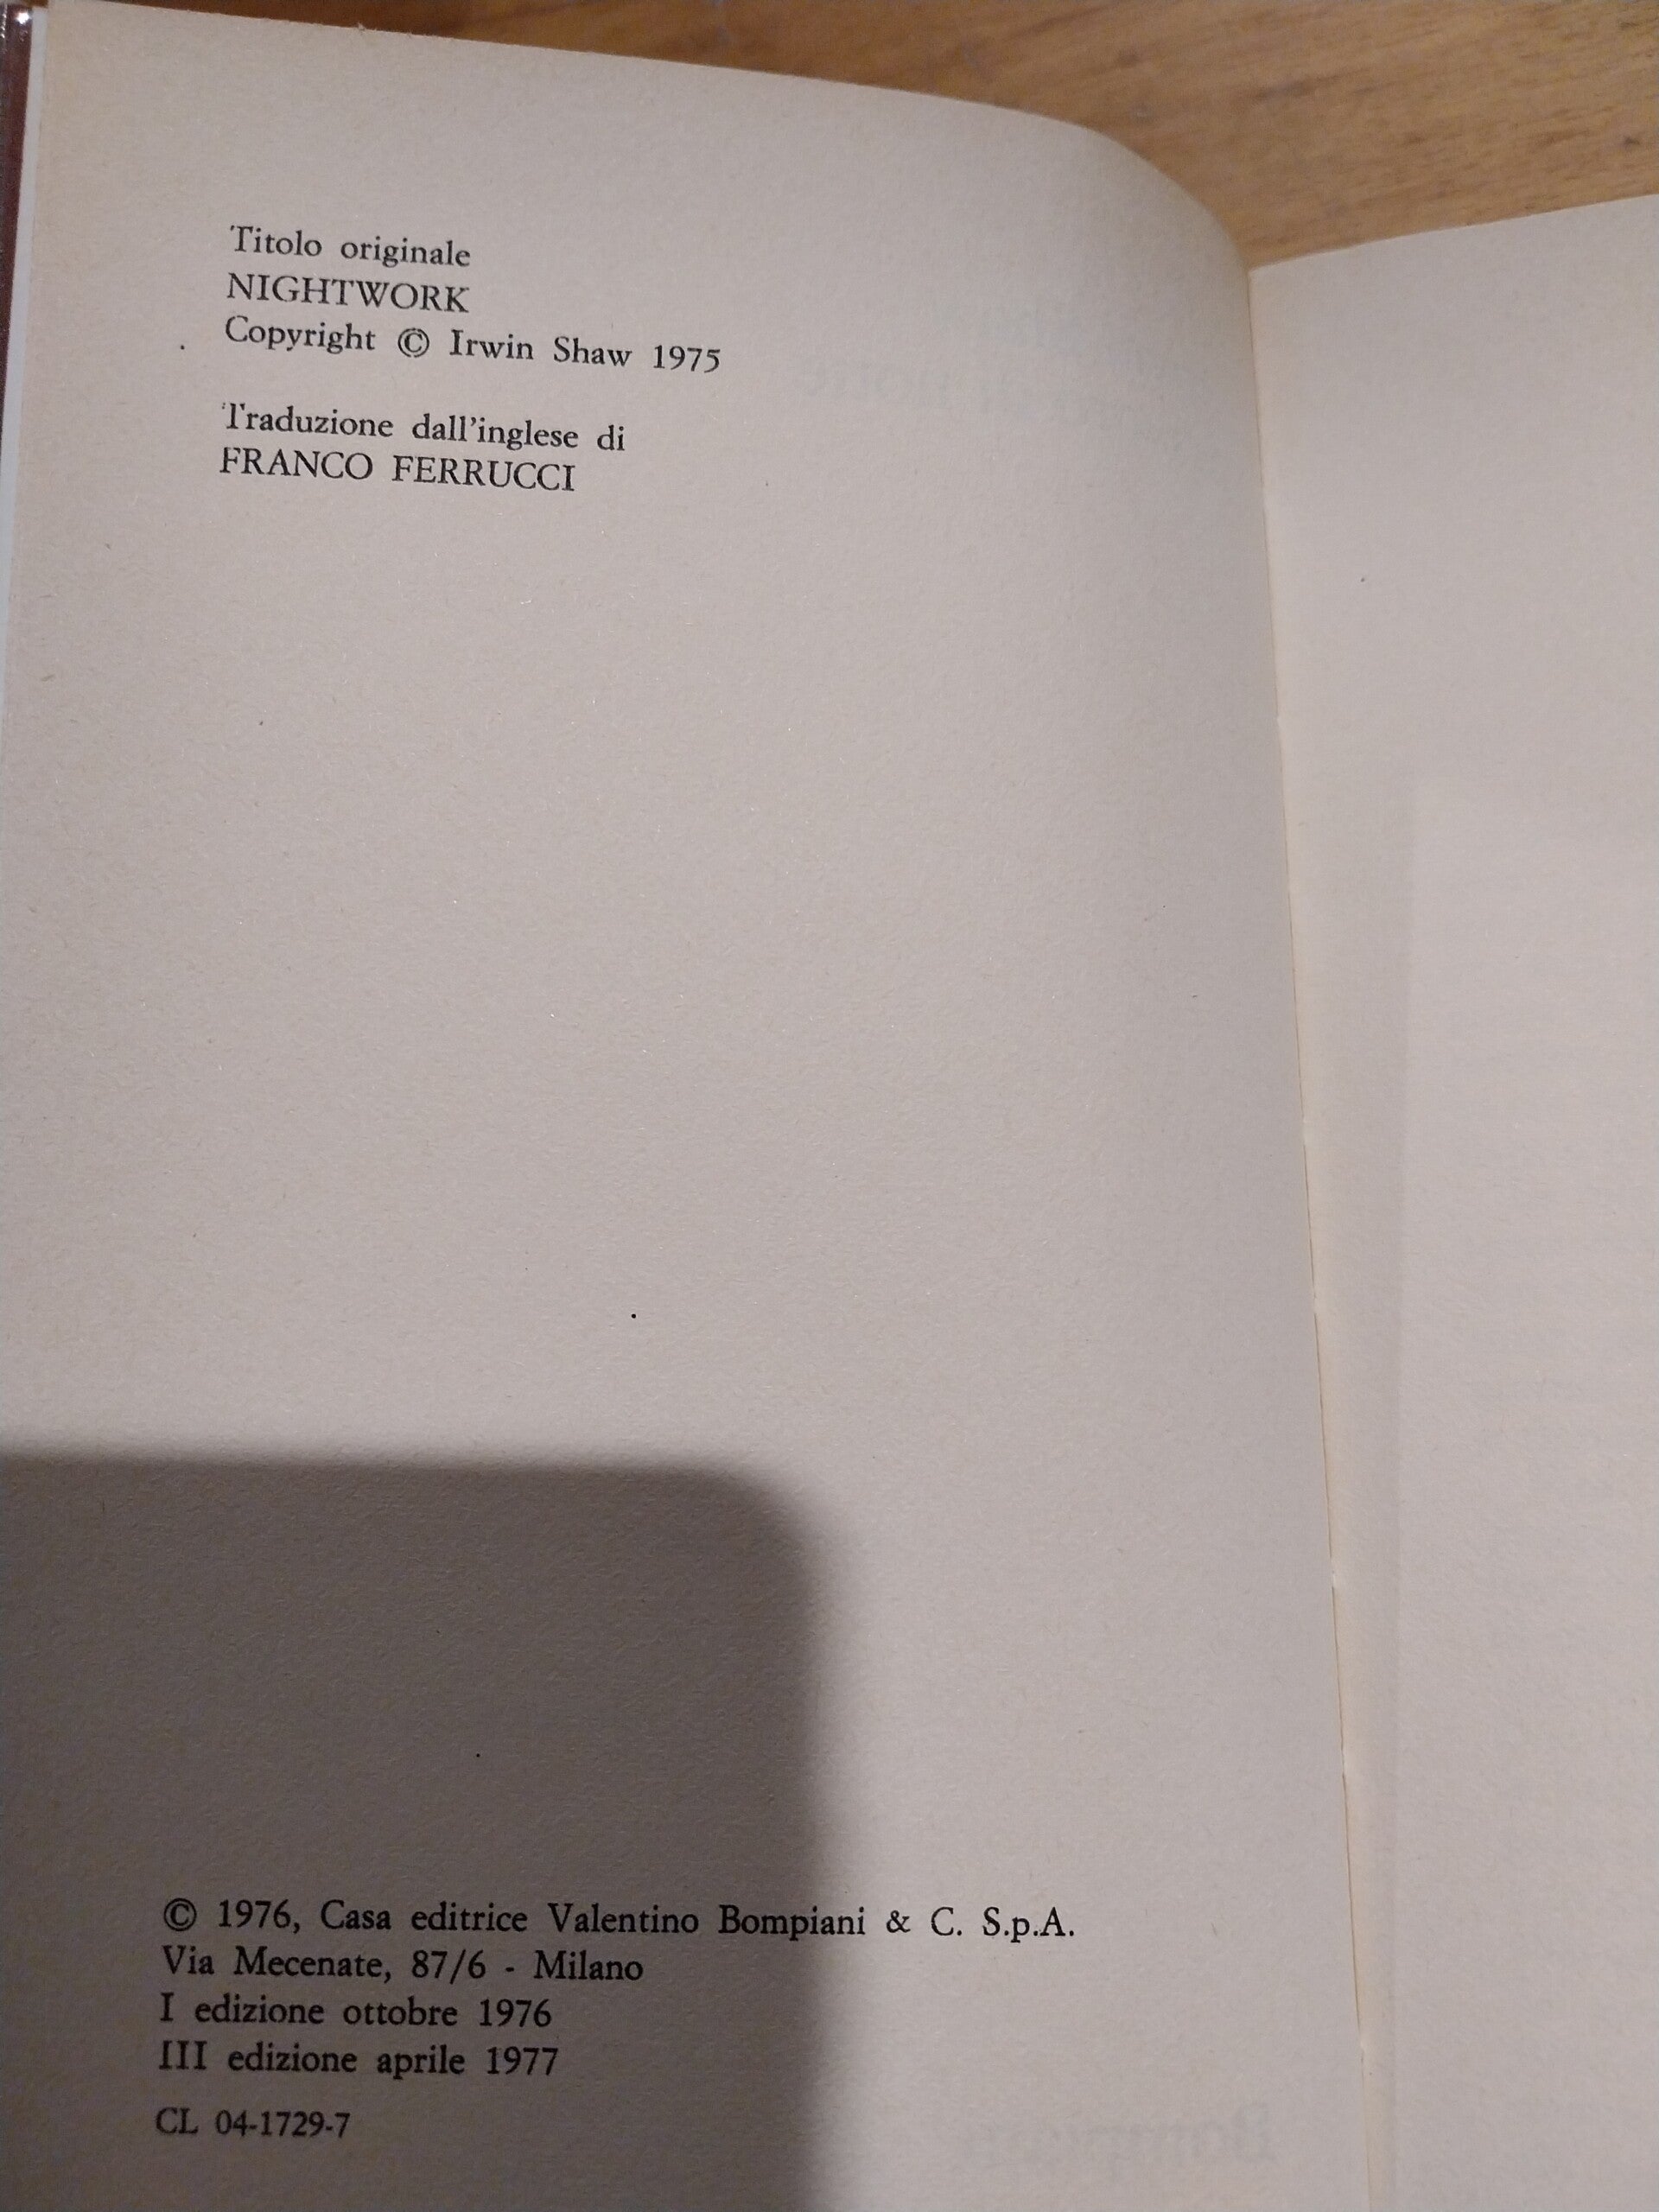 Titolo originale
NIGHTWORK
Copyright © Irwin Shaw 1975
Traduzione dall'inglese di
FRANCO FERRUCCI
© 1976, Casa editrice Valentino Bompiani & C. S.p.A.
Via Mecenate, 87/6 - Milano
I edizione ottobre 1976
III edizione aprile 1977
CL 04-1729-7